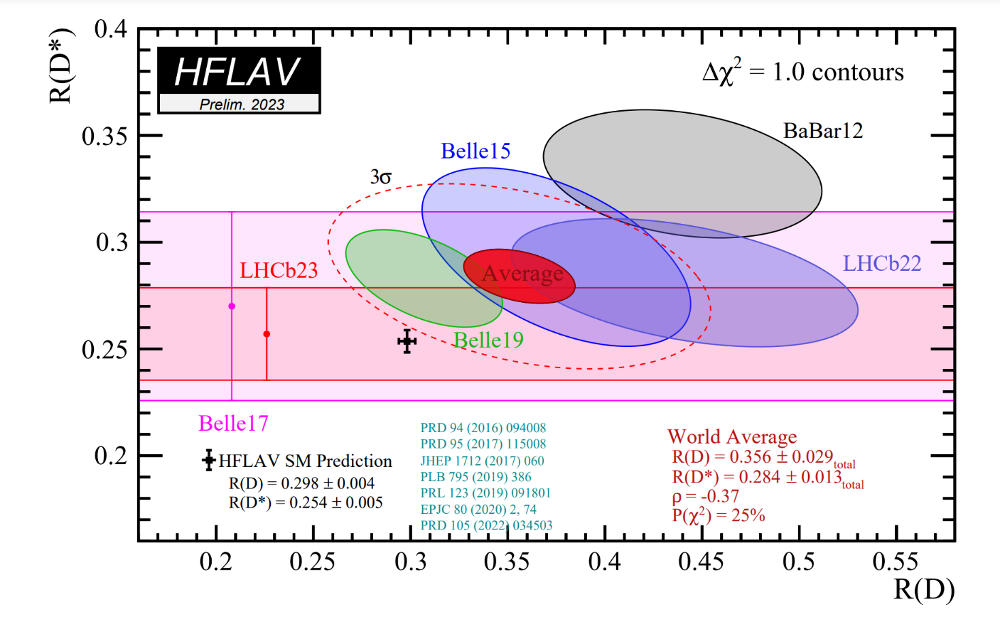 R(D*)
0.4
0.35
0.3
0.25
0.2
HFLAV
Prelim. 2023
Δχ² = 1.0 contours
BaBar12
Belle15
3σ
LHCb23
LHCb22
Average
Belle19
Belle17
HFLAV SM Prediction
R(D) = 0.298 ± 0.004
R(D*) = 0.254 ± 0.005
PRD 94 (2016) 094008
PRD 95 (2017) 115008
JHEP 1712 (2017) 060
PLB 795 (2019) 386
PRL 123 (2019) 091801
EPJC 80 (2020) 2, 74
PRD 105 (2022) 034503
World Average
R(D) = 0.356 ± 0.029 total
R(D*) = 0.284 ± 0.013 total
ρ = -0.37
P(χ²) = 25%
0.2 0.25 0.3 0.35 0.4 0.45 0.5 0.55
R(D)